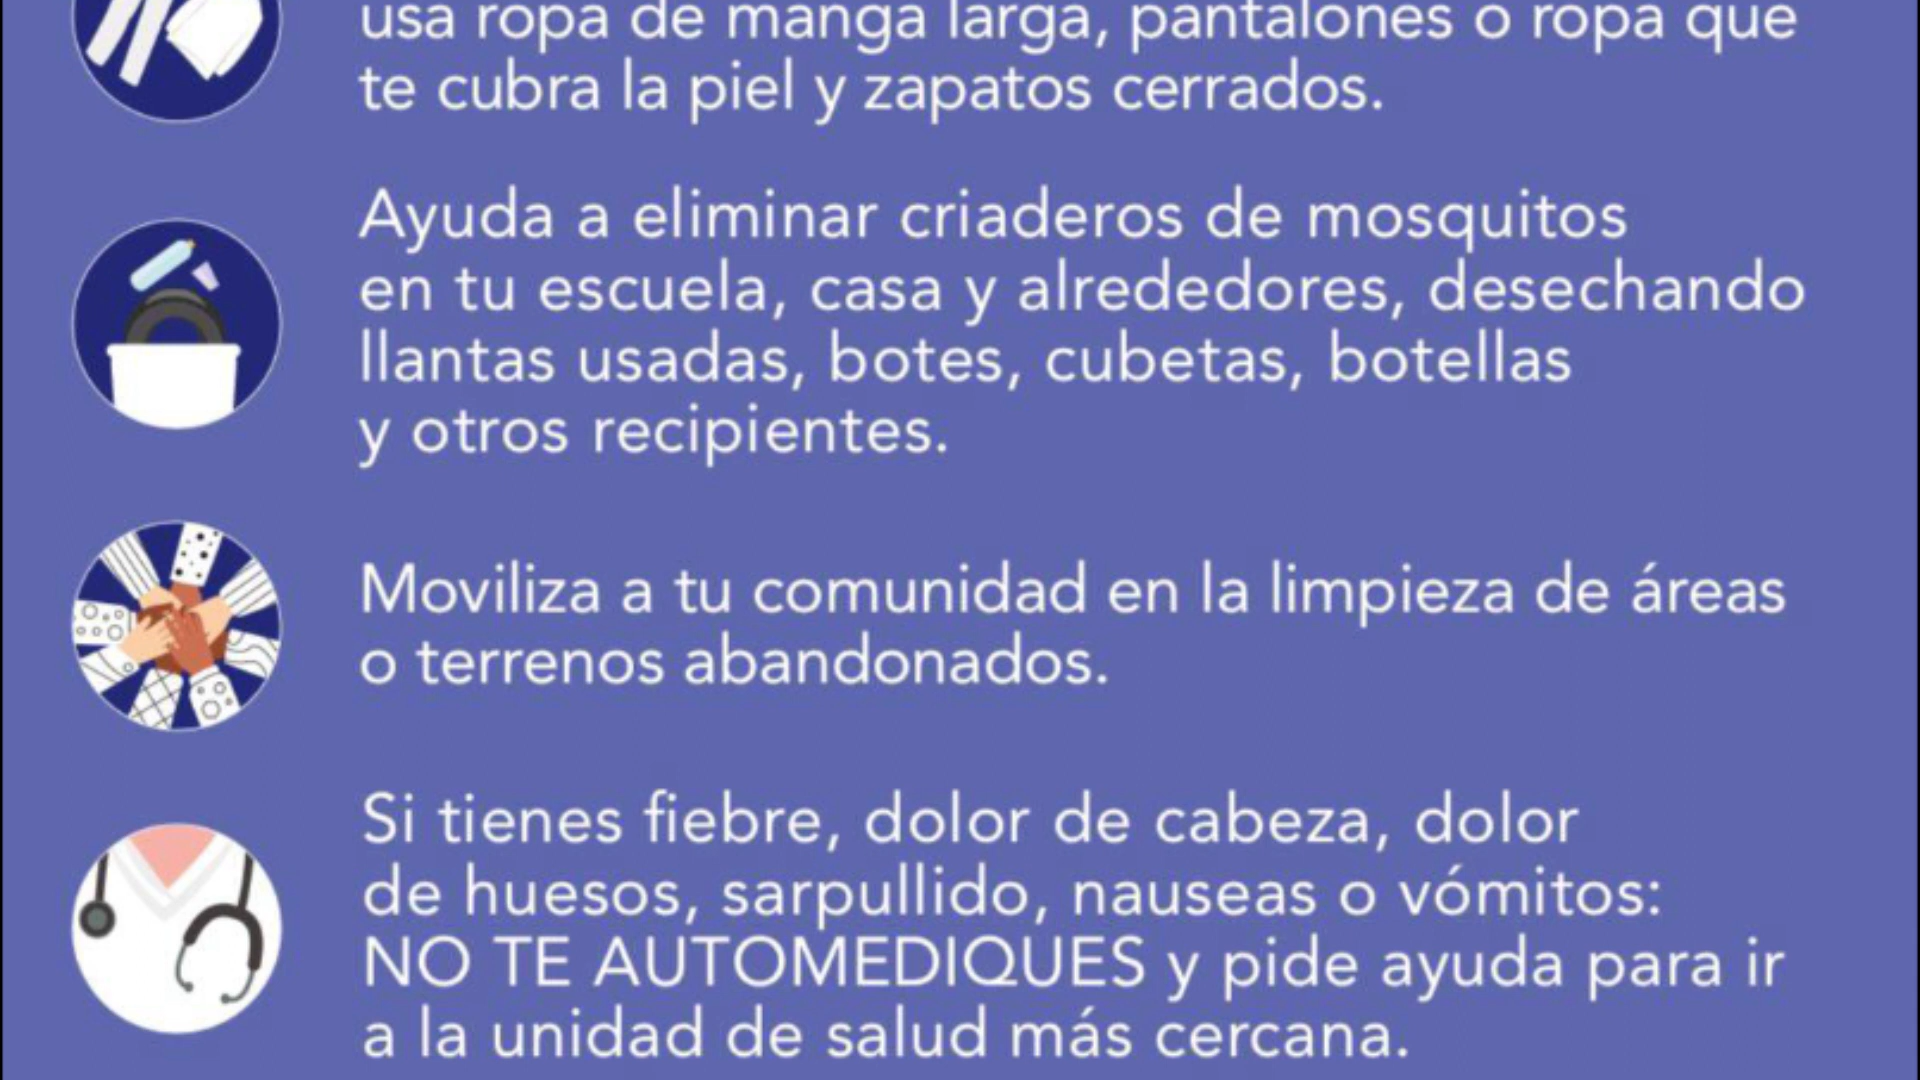 usa ropa de manga larga, pantalones o ropa que
te cubra la piel y zapatos cerrados.
Ayuda a eliminar criaderos de mosquitos
en tu escuela, casa y alrededores, desechando
llantas usadas, botes, cubetas, botellas
y otros recipientes.
Moviliza a tu comunidad en la limpieza de áreas
o terrenos abandonados.
Si tienes fiebre, dolor de cabeza, dolor
de huesos, sarpullido, nauseas o vómitos:
NO TE AUTOMEDIQUES y pide ayuda para ir
a la unidad de salud más cercana.